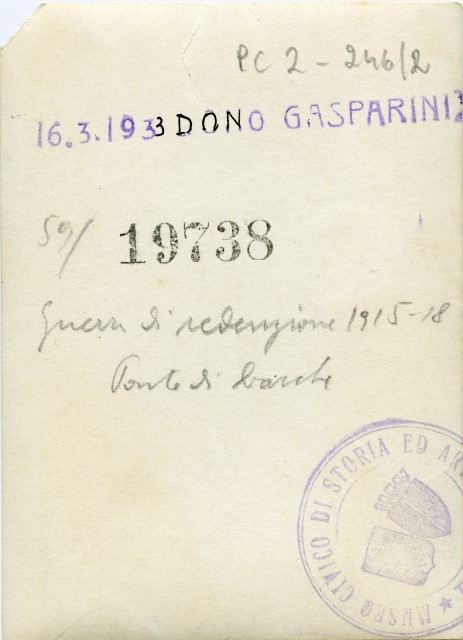 PC 2 - 246/2
16.3.1933 DONO GASPARINI
59/ 19738
Guerra di redenzione 1915-18
Ponte di barche
MUSEO CIVICO DI STORIA ED AR